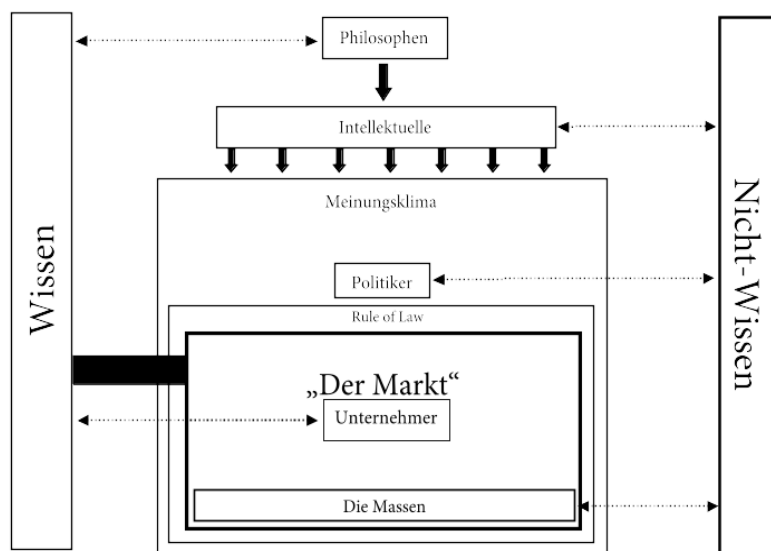 Philosophen
Intellektuelle
Meinungsklima
Politiker
Rule of Law
„Der Markt“
Unternehmer
Die Massen
Wissen
Nicht-Wissen